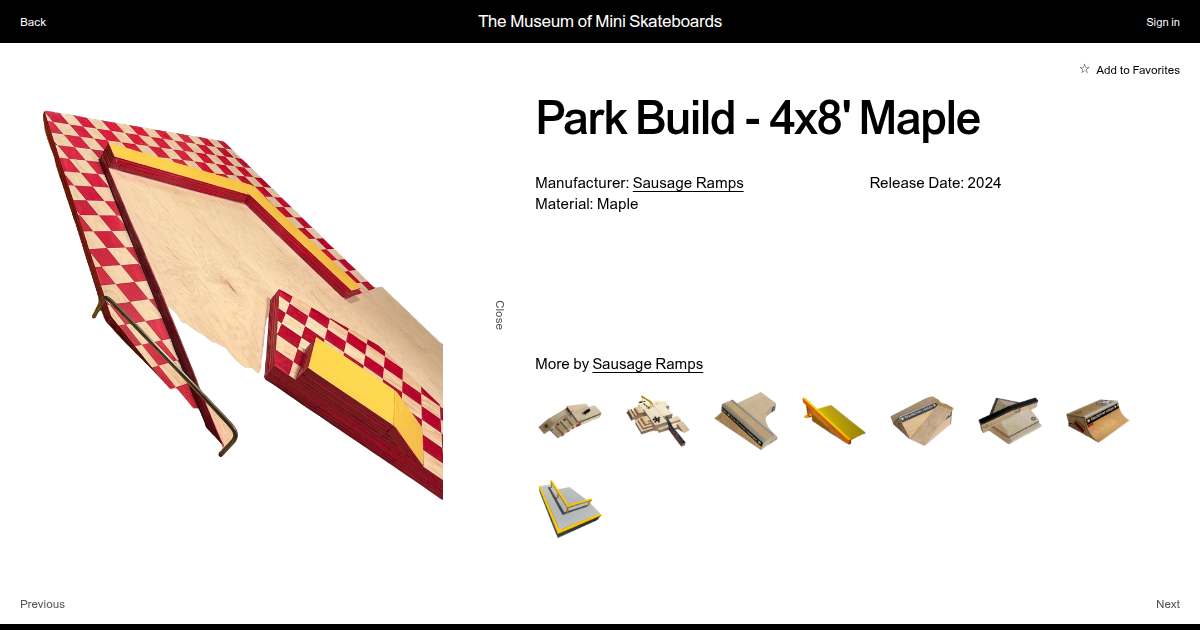 Back
The Museum of Mini Skateboards
Sign in
☆ Add to Favorites
Park Build - 4x8' Maple
Manufacturer: Sausage Ramps
Release Date: 2024
Material: Maple
Close
More by Sausage Ramps
Previous
Next